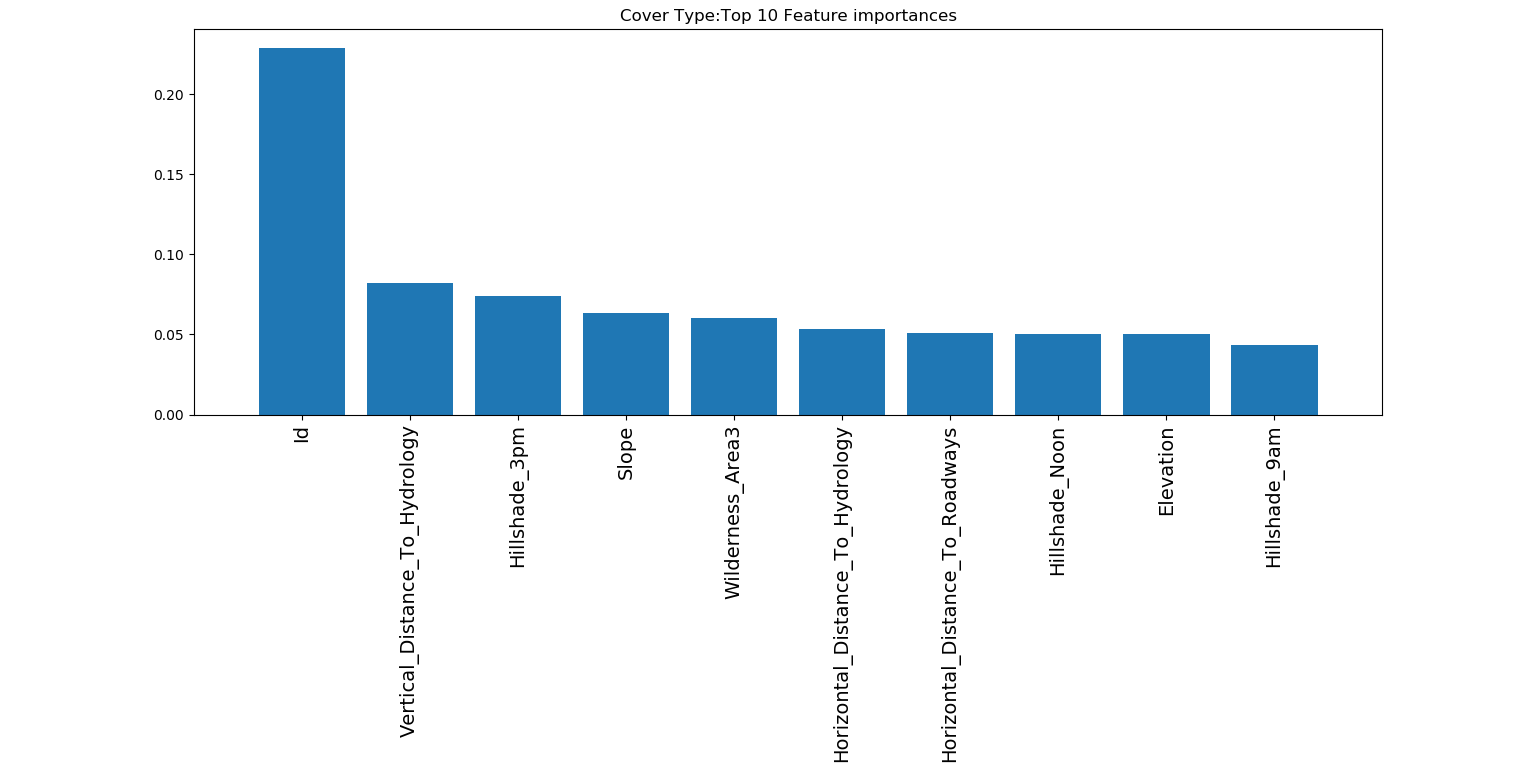 Cover Type:Top 10 Feature importances
0.20
0.15
0.10
0.05
0.00
Id
Vertical_Distance_To_Hydrology
Hillshade_3pm
Slope
Wilderness_Area3
Horizontal_Distance_To_Hydrology
Horizontal_Distance_To_Roadways
Hillshade_Noon
Elevation
Hillshade_9am